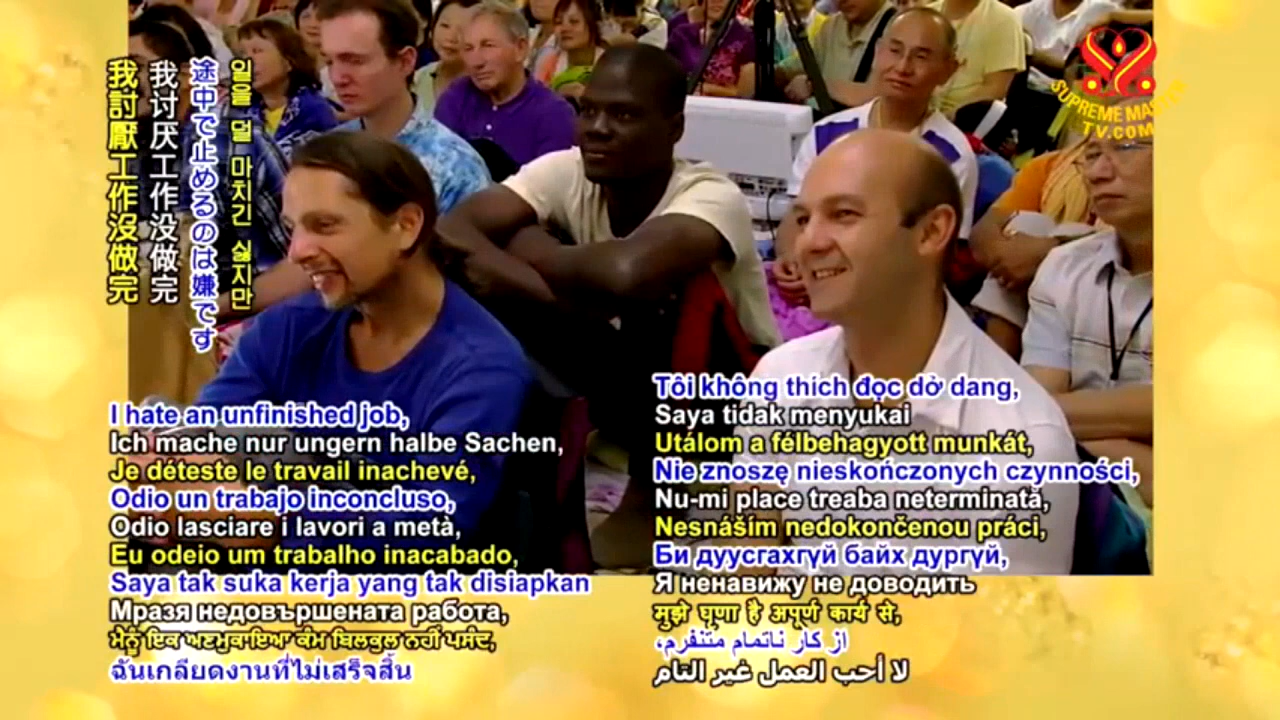 我討厭工作沒做完
我讨厌工作没做完
途中で止めるのは嫌です
일을 덜 마치긴 싫지만
SUPREME MASTER
TV.COM
I hate an unfinished job,
Ich mache nur ungern halbe Sachen,
Je déteste le travail inachevé,
Odio un trabajo inconcluso,
Odio lasciare i lavori a metà,
Eu odeio um trabalho inacabado,
Saya tak suka kerja yang tak disiapkan
Мразя недовършената работа,
ਮੈਨੂੰ ਇਕ ਅਣਮੁਕਾਇਆ ਕੰਮ ਬਿਲਕੁਲ ਨਹੀਂ ਪਸੰਦ,
ฉันเกลียดงานที่ไม่เสร็จสิ้น
Tôi không thích đọc dở dang,
Saya tidak menyukai
Utálom a félbehagyott munkát,
Nie znoszę nieskończonych czynności,
Nu-mi place treaba neterminată,
Nesnáším nedokončenou práci,
Би дуусгахгүй байх дургүй,
Я ненавижу не доводить
मुझे घृणा है अपूर्ण कार्य से,
از کار ناتمام متنفرم،
لا أحب العمل غير التام